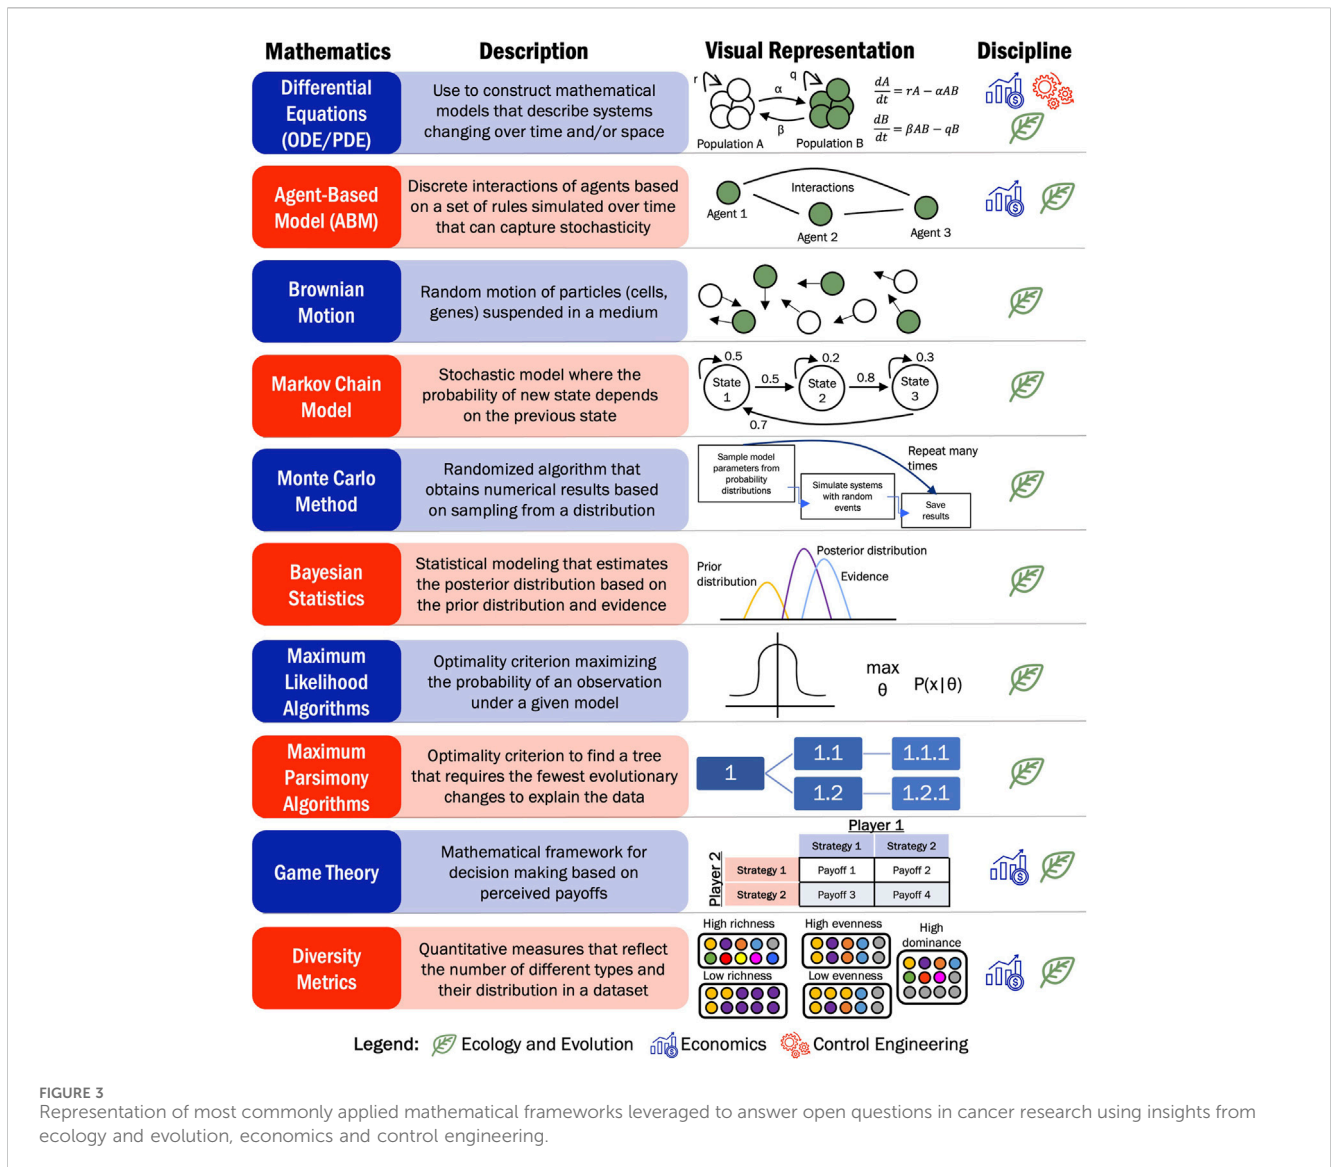 Mathematics
Description
Visual Representation
Discipline
Differential
Equations
(ODE/PDE)
Use to construct mathematical
models that describe systems
changing over time and/or space
r
α
q
β
Population A
Population B
dA/dt = rA − αAB
dB/dt = βAB − qB
Agent-Based
Model (ABM)
Discrete interactions of agents based
on a set of rules simulated over time
that can capture stochasticity
Interactions
Agent 1
Agent 2
Agent 3
Brownian
Motion
Random motion of particles (cells,
genes) suspended in a medium
Markov Chain
Model
Stochastic model where the
probability of new state depends
on the previous state
0.5
0.2
0.3
State
1
0.5
State
2
0.8
State
3
0.7
Monte Carlo
Method
Randomized algorithm that
obtains numerical results based
on sampling from a distribution
Sample model
parameters from
probability
distributions
Simulate systems
with random
events
Repeat many
times
Save
results
Bayesian
Statistics
Statistical modeling that estimates
the posterior distribution based on
the prior distribution and evidence
Prior
distribution
Posterior distribution
Evidence
Maximum
Likelihood
Algorithms
Optimality criterion maximizing
the probability of an observation
under a given model
max
θ
P(x|θ)
Maximum
Parsimony
Algorithms
Optimality criterion to find a tree
that requires the fewest evolutionary
changes to explain the data
1
1.1
1.1.1
1.2
1.2.1
Game Theory
Mathematical framework for
decision making based on
perceived payoffs
Player 1
Player 2
Strategy 1
Strategy 2
Strategy 1
Payoff 1
Payoff 2
Strategy 2
Payoff 3
Payoff 4
Diversity
Metrics
Quantitative measures that reflect
the number of different types and
their distribution in a dataset
High richness
Low richness
High evenness
Low evenness
High
dominance
Legend:
Ecology and Evolution
Economics
Control Engineering
FIGURE 3
Representation of most commonly applied mathematical frameworks leveraged to answer open questions in cancer research using insights from
ecology and evolution, economics and control engineering.